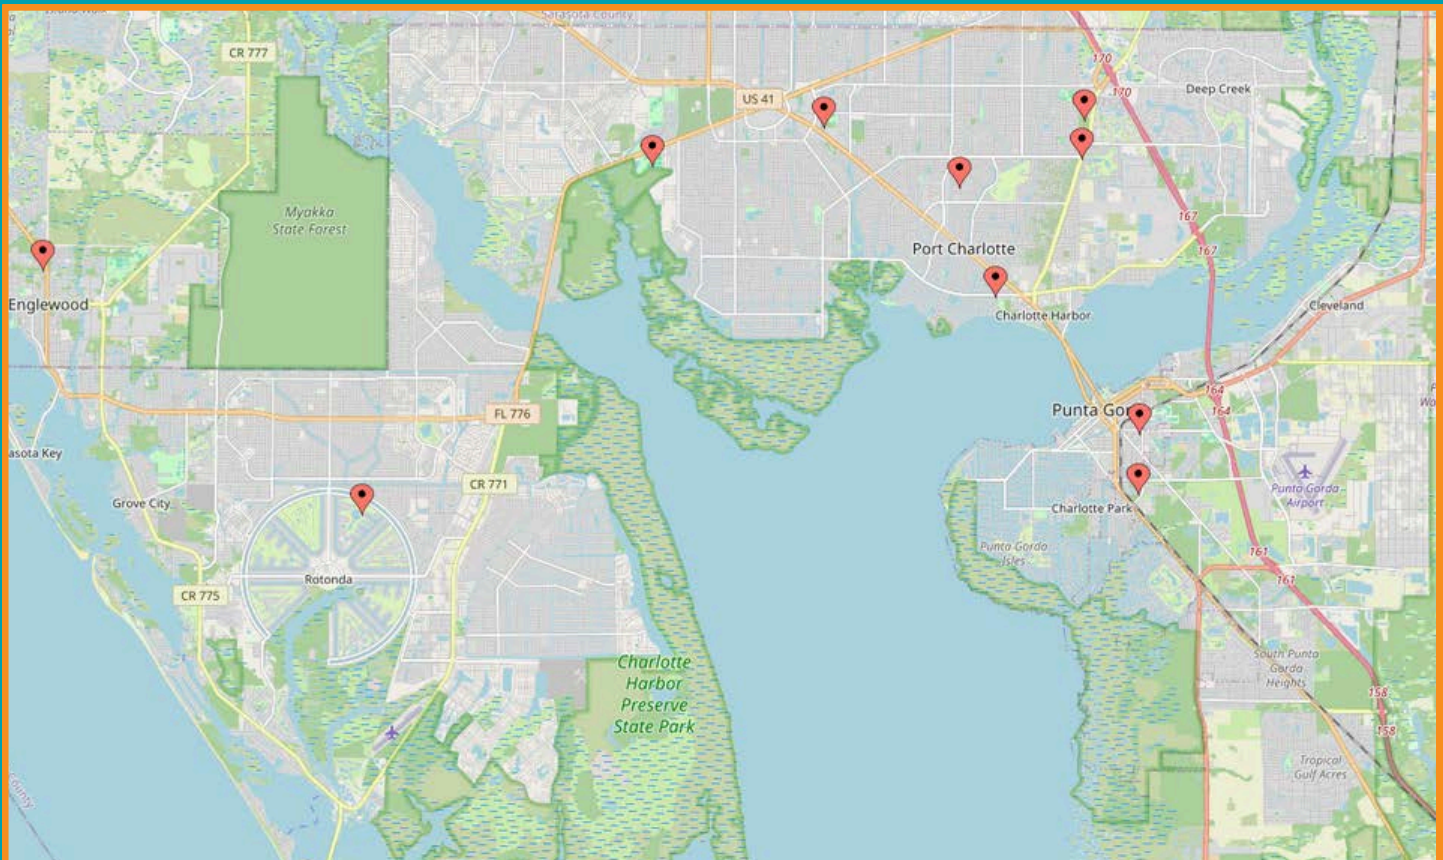 Sarasota County
CR 777
170
170
Deep Creek
US 41
Myakka
State Forest
167
167
Port Charlotte
Englewood
Charlotte Harbor
Cleveland
164
164
FL 776
Punta Gor
asota Key
CR 771
Grove City
Punta Gorda
Airport
Charlotte Park
Punta Gorda
Isles
161
161
Rotonda
CR 775
Charlotte
Harbor
Preserve
State Park
South Punta
Gorda
Heights
158
158
Tropical
Gulf Acres
County